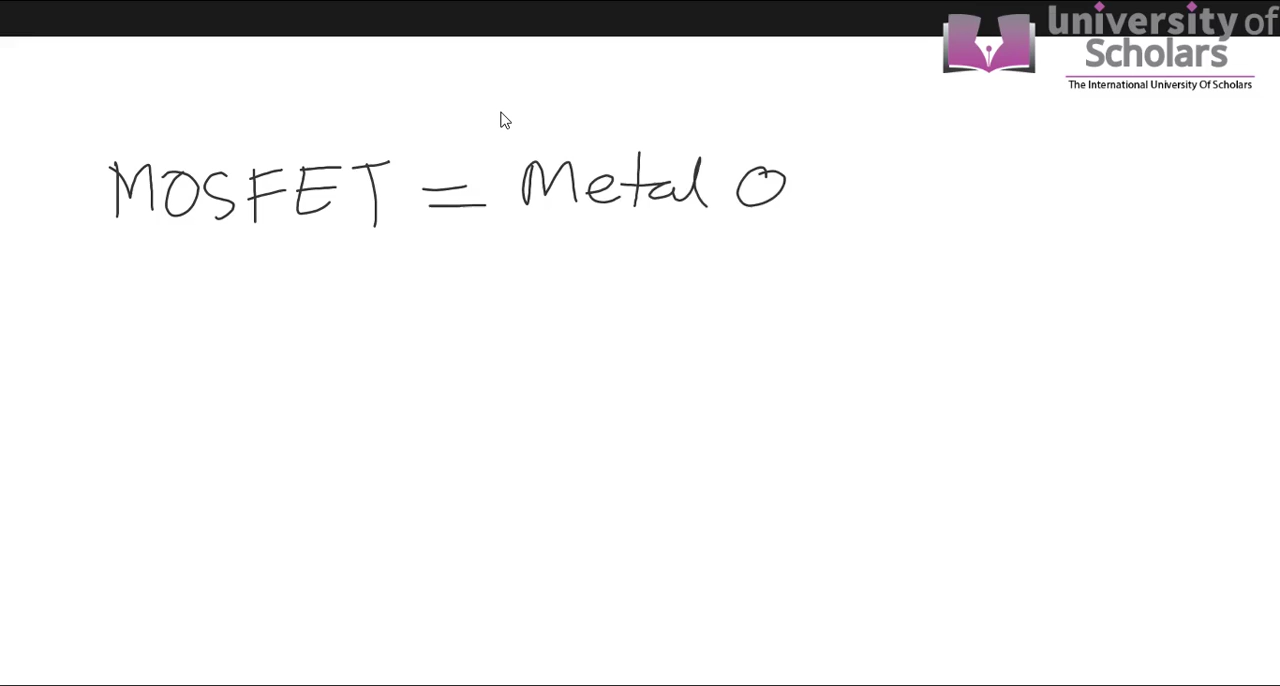 University of
Scholars
The International University Of Scholars
MOSFET = Metal O